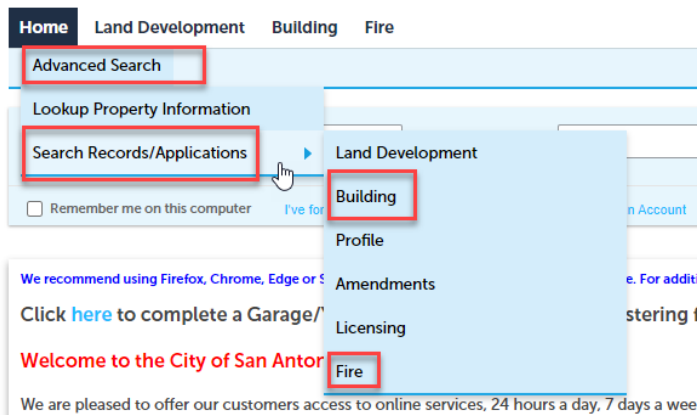 Home Land Development Building Fire
Advanced Search
Lookup Property Information
Search Records/Applications
Land Development
Building
Profile
Amendments
Licensing
Fire
Remember me on this computer I've for n Account
We recommend using Firefox, Chrome, Edge or S e. For additi
Click here to complete a Garage/Y stering f
Welcome to the City of San Anton
We are pleased to offer our customers access to online services, 24 hours a day, 7 days a wee